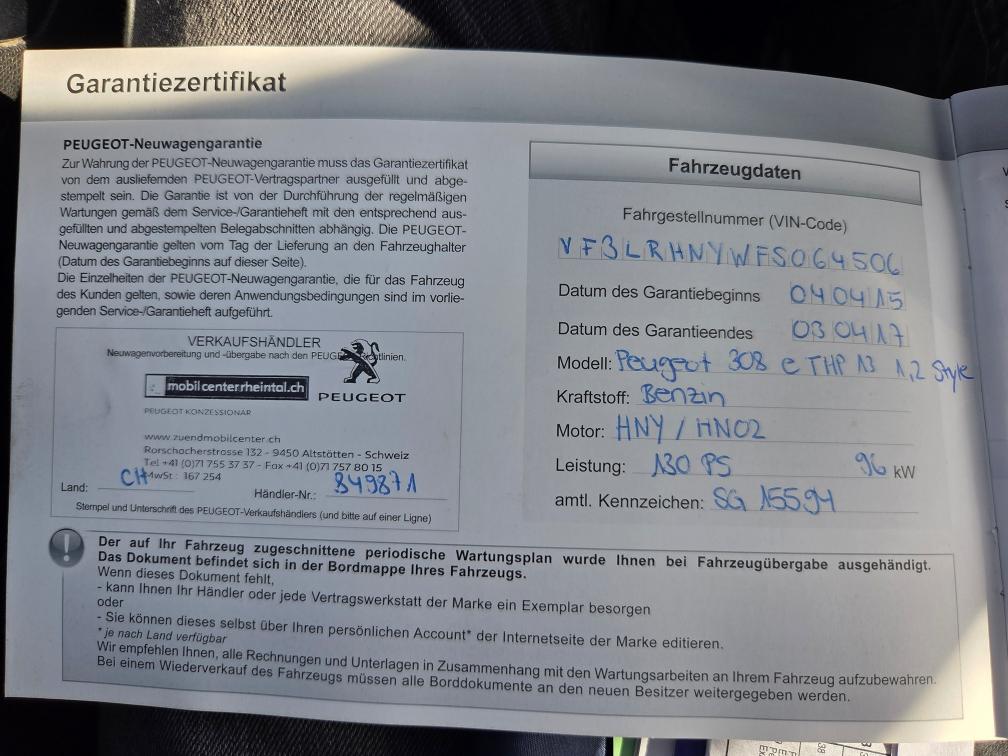 Garantiezertifikat
PEUGEOT-Neuwagengarantie
Zur Wahrung der PEUGEOT-Neuwagengarantie muss das Garantiezertifikat
von dem ausliefernden PEUGEOT-Vertragspartner ausgefüllt und abge-
stempelt sein. Die Garantie ist von der Durchführung der regelmäßigen
Wartungen gemäß dem Service-/Garantieheft mit den entsprechend aus-
gefüllten und abgestempelten Belegabschnitten abhängig. Die PEUGEOT-
Neuwagengarantie gelten vom Tag der Lieferung an den Fahrzeughalter
(Datum des Garantiebeginns auf dieser Seite).
Die Einzelheiten der PEUGEOT-Neuwagengarantie, die für das Fahrzeug
des Kunden gelten, sowie deren Anwendungsbedingungen sind im vorlie-
genden Service-/Garantieheft aufgeführt.
VERKAUFSHÄNDLER
Neuwagenvorbereitung und -übergabe nach den PEUGEOT-Richtlinien.
mobilcenter.rheintal.ch
PEUGEOT
PEUGEOT KONZESSIONÄR
www.zuendmobilcenter.ch
Rorschacherstrasse 132 - 9450 Altstätten - Schweiz
Tel +41 (0)71 755 37 37 - Fax +41 (0)71 757 80 15
MwSt : 167 254
Land: CH Händler-Nr.: 849871
Stempel und Unterschrift des PEUGEOT-Verkaufshändlers (und bitte auf einer Ligne)
Fahrzeugdaten
Fahrgestellnummer (VIN-Code)
VF3LRHNYWFS064506
Datum des Garantiebeginns 040415
Datum des Garantieendes 030417
Modell: Peugeot 308 e THP 13 1,2 Style
Kraftstoff: Benzin
Motor: HNY / HN02
Leistung: 130 PS 96 kW
amtl. Kennzeichen: SG 15594
! Der auf Ihr Fahrzeug zugeschnittene periodische Wartungsplan wurde Ihnen bei Fahrzeugübergabe ausgehändigt.
Das Dokument befindet sich in der Bordmappe Ihres Fahrzeugs.
Wenn dieses Dokument fehlt,
- kann Ihnen Ihr Händler oder jede Vertragswerkstatt der Marke ein Exemplar besorgen
oder
- Sie können dieses selbst über Ihren persönlichen Account* der Internetseite der Marke editieren.
* je nach Land verfügbar
Wir empfehlen Ihnen, alle Rechnungen und Unterlagen in Zusammenhang mit den Wartungsarbeiten an Ihrem Fahrzeug aufzubewahren.
Bei einem Wiederverkauf des Fahrzeugs müssen alle Borddokumente an den neuen Besitzer weitergegeben werden.